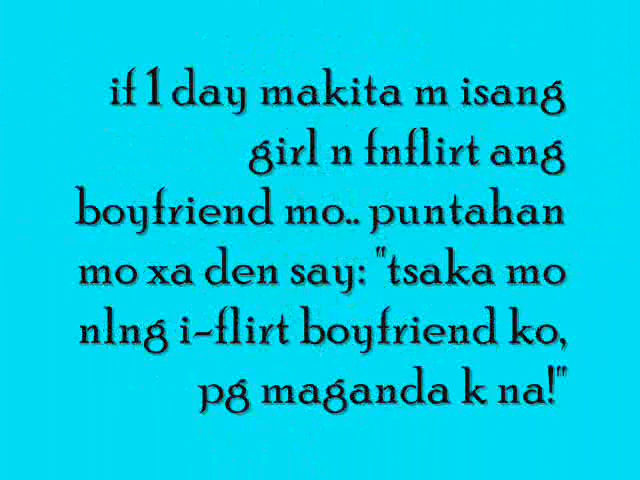 if 1 day makita m isang
girl n fnflirt ang
boyfriend mo.. puntahan
mo xa den say: "tsaka mo
nlng i-flirt boyfriend ko,
pg maganda k na!"